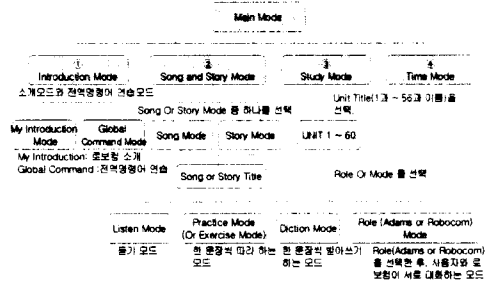 Main Mode
①
Introduction Mode
②
Song and Story Mode
③
Study Mode
④
Time Mode
소개모드와 전역명령어 연습모드
Song Or Story Mode 중 하나를 선택
Unit Title(1과 ~ 56과 이름)을
선택.
My Introduction
Mode
Global
Command Mode
Song Mode
Story Mode
UNIT 1 ~ 60
My Introduction: 로보컴 소개
Global Command :전역명령어 연습
Song or Story Title
Role Or Mode 를 선택
Listen Mode
Practice Mode
(Or Exercise Mode)
Diction Mode
Role (Adams or Robocom)
Mode
듣기 모드
한 문장씩 따라 하는
모드
한 문장씩 받아쓰기
하는 모드
Role(Adams or Robocom)
을 선택한 후, 사용자와 로
보컴이 서로 대화하는 모드